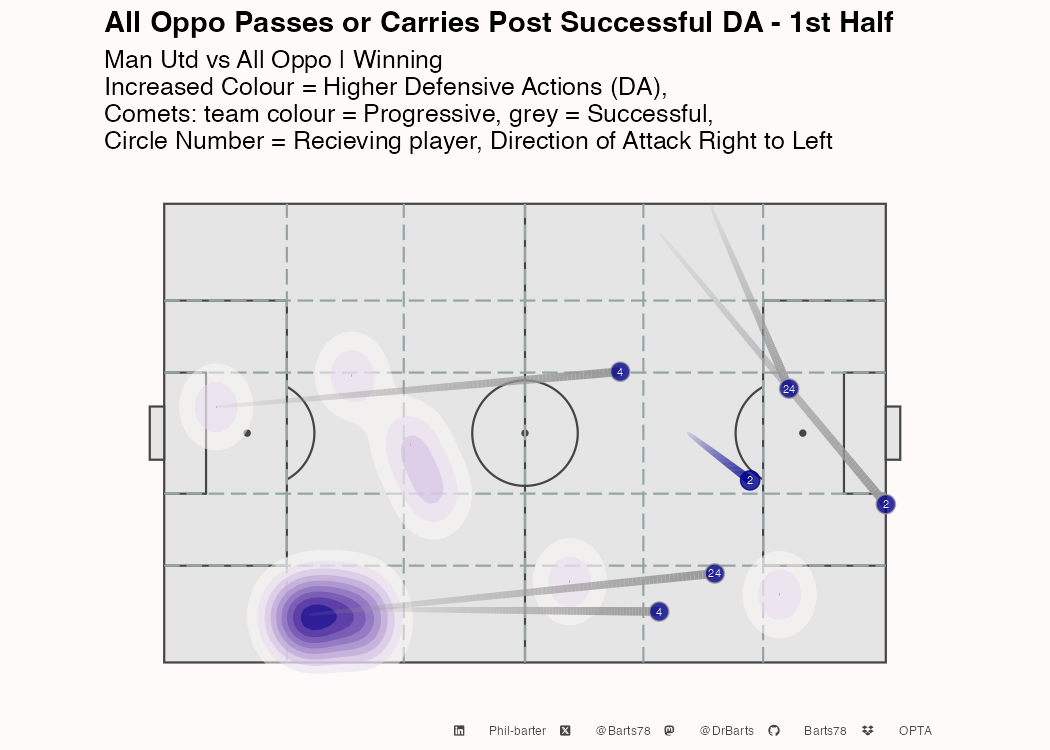 All Oppo Passes or Carries Post Successful DA - 1st Half
Man Utd vs All Oppo | Winning
Increased Colour = Higher Defensive Actions (DA),
Comets: team colour = Progressive, grey = Successful,
Circle Number = Recieving player, Direction of Attack Right to Left
4
24
2
2
24
4
Phil-barter @Barts78 @DrBarts Barts78 OPTA